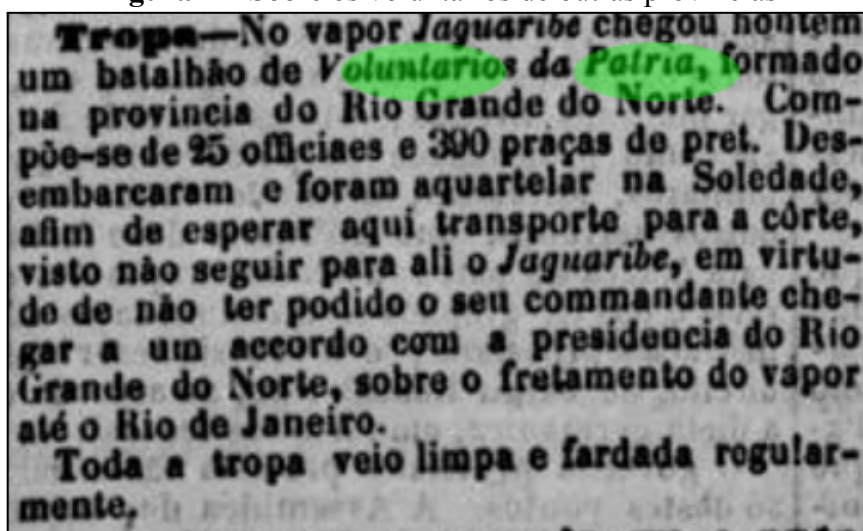 Tropa—No vapor Jaguaribe chegou hontem
um batalhão de Voluntarios da Patria, formado
na provincia do Rio Grande do Norte. Com-
põe-se de 25 officiaes e 390 praças de pret. Des-
embarcaram e foram aquartelar na Soledade,
afim de esperar aqui transporte para a côrte,
visto não seguir para ali o Jaguaribe, em virtu-
de de não ter podido o seu commandante che-
gar a um accordo com a presidencia do Rio
Grande do Norte, sobre o fretamento do vapor
até o Rio de Janeiro.
Toda a tropa veio limpa e fardada regular-
mente.